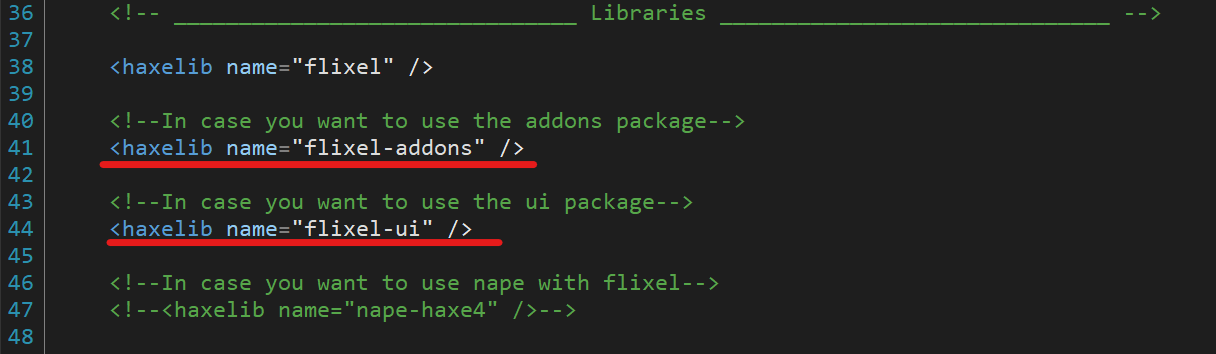 36 <!-- _______________________________ Libraries ______________________________ -->
37
38 <haxelib name="flixel" />
39
40 <!--In case you want to use the addons package-->
41 <haxelib name="flixel-addons" />
42
43 <!--In case you want to use the ui package-->
44 <haxelib name="flixel-ui" />
45
46 <!--In case you want to use nape with flixel-->
47 <!--<haxelib name="nape-haxe4" />-->
48